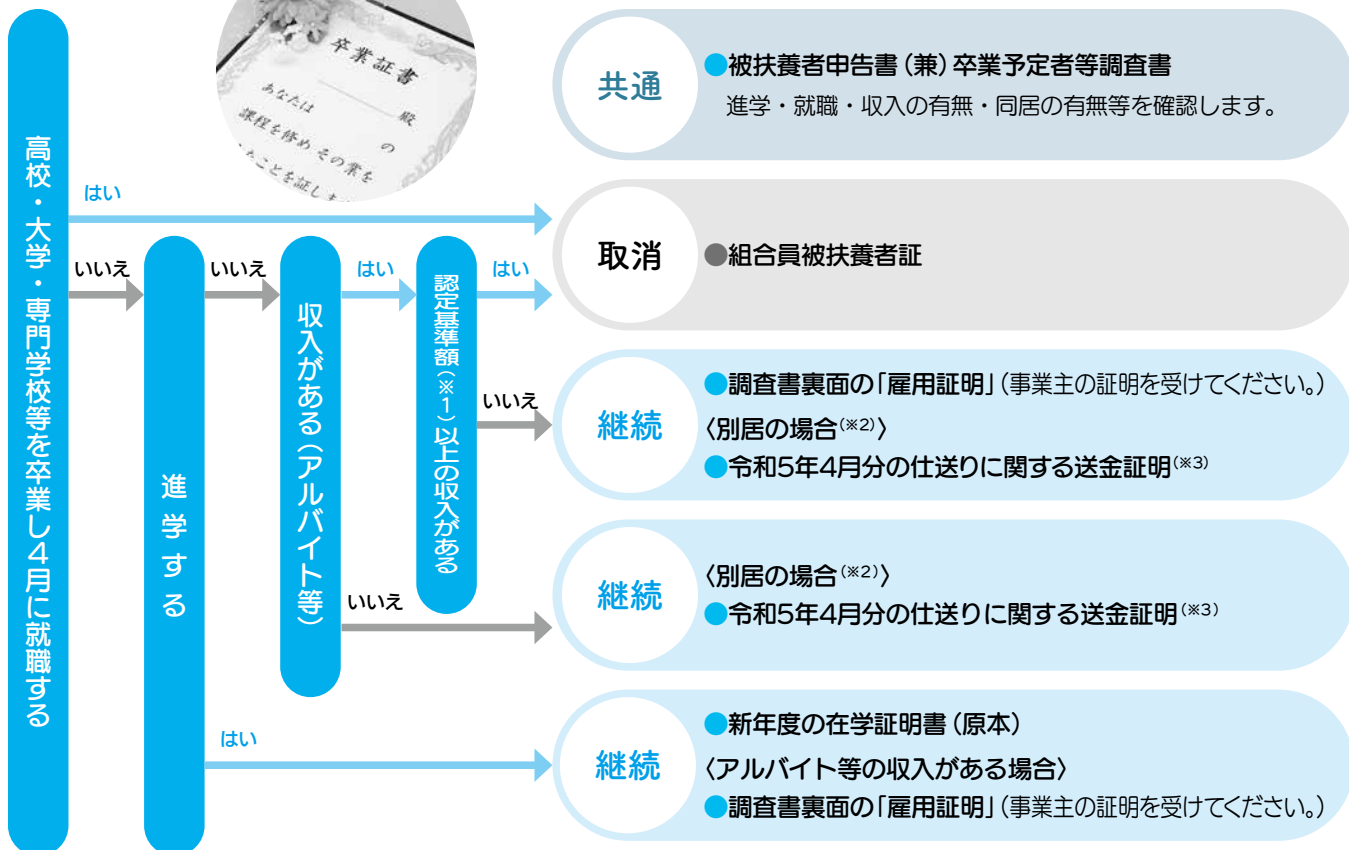 卒業証書
あなたは
殿
の
課程を修めその業を
たことを証しま
高校・大学・専門学校等を卒業し4月に就職する
はい
いいえ
進学する
いいえ
はい
収入がある（アルバイト等）
はい
いいえ
認定基準額（※1）以上の収入がある
はい
いいえ
共通
●被扶養者申告書（兼）卒業予定者等調査書
進学・就職・収入の有無・同居の有無等を確認します。
取消
●組合員被扶養者証
継続
●調査書裏面の「雇用証明」（事業主の証明を受けてください。）
〈別居の場合（※2）〉
●令和5年4月分の仕送りに関する送金証明（※3）
継続
〈別居の場合（※2）〉
●令和5年4月分の仕送りに関する送金証明（※3）
継続
●新年度の在学証明書（原本）
〈アルバイト等の収入がある場合〉
●調査書裏面の「雇用証明」（事業主の証明を受けてください。）